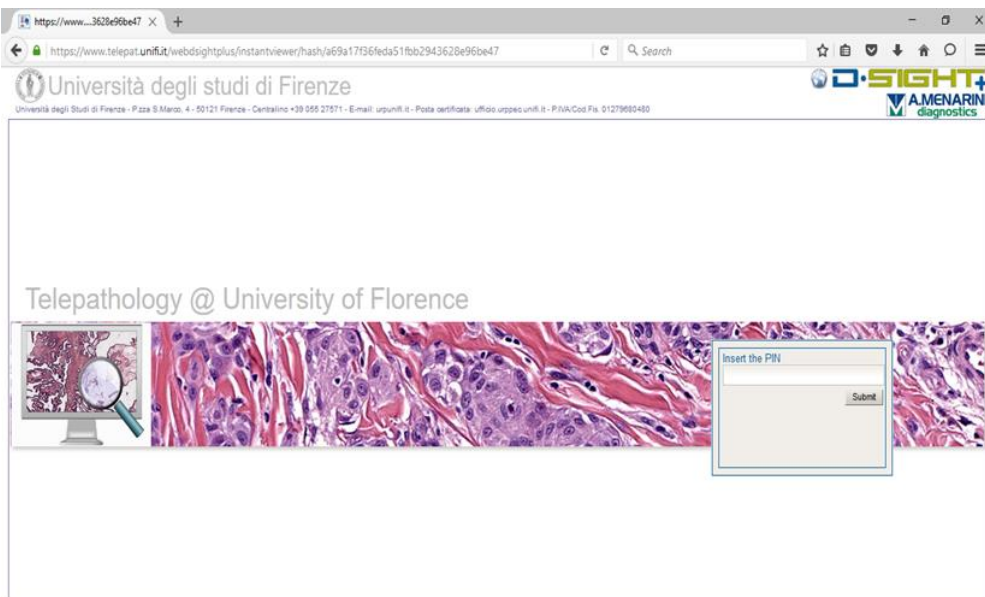 https://www....3628e96be47
https://www.telepat.unifi.it/webdsightplus/instantviewer/hash/a69a17f36feda51fbb2943628e96be47
Search
Università degli studi di Firenze
Università degli Studi di Firenze - P.zza S.Marco, 4 - 50121 Firenze - Centralino +39 055 27571 - E-mail: urpunifi.it - Posta certificata: ufficio.urppec.unifi.it - P.IVA/Cod.Fis. 01279680480
D·SIGHT+
A.MENARINI
diagnostics
Telepathology @ University of Florence
Insert the PIN
Submit